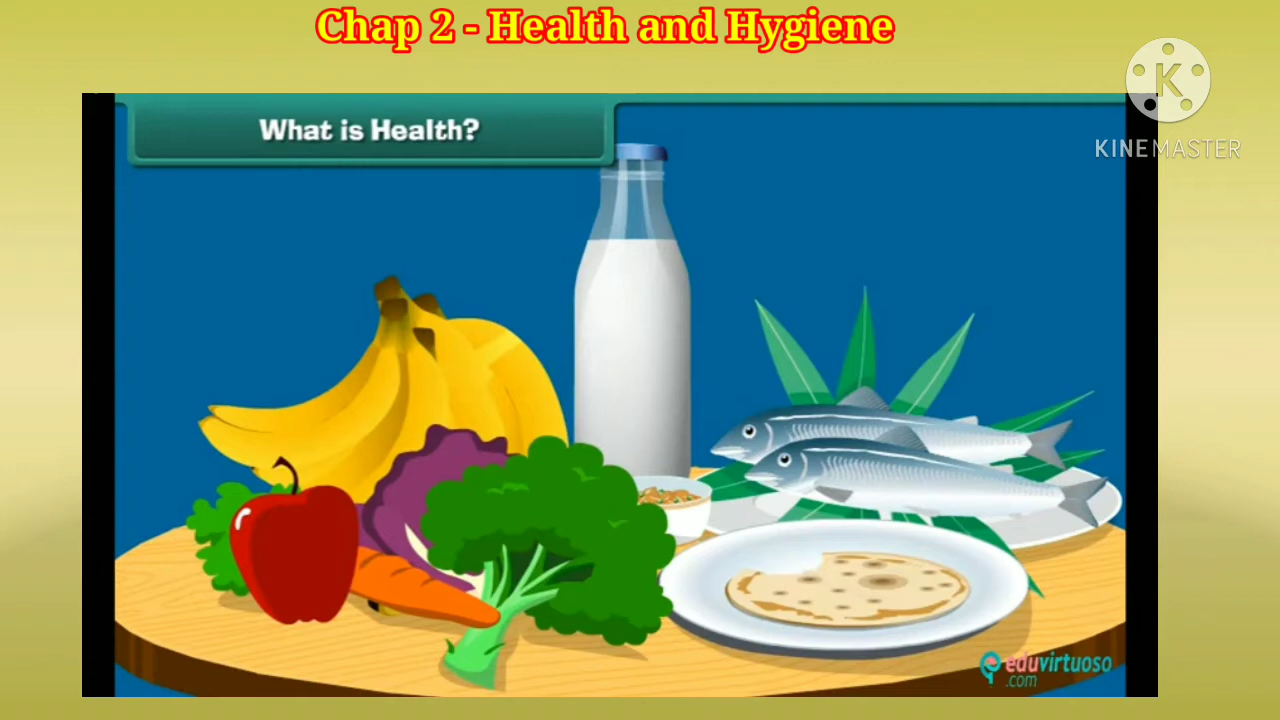 Chap 2 - Health and Hygiene
K
KINEMASTER
What is Health?
eduvirtuoso
.com